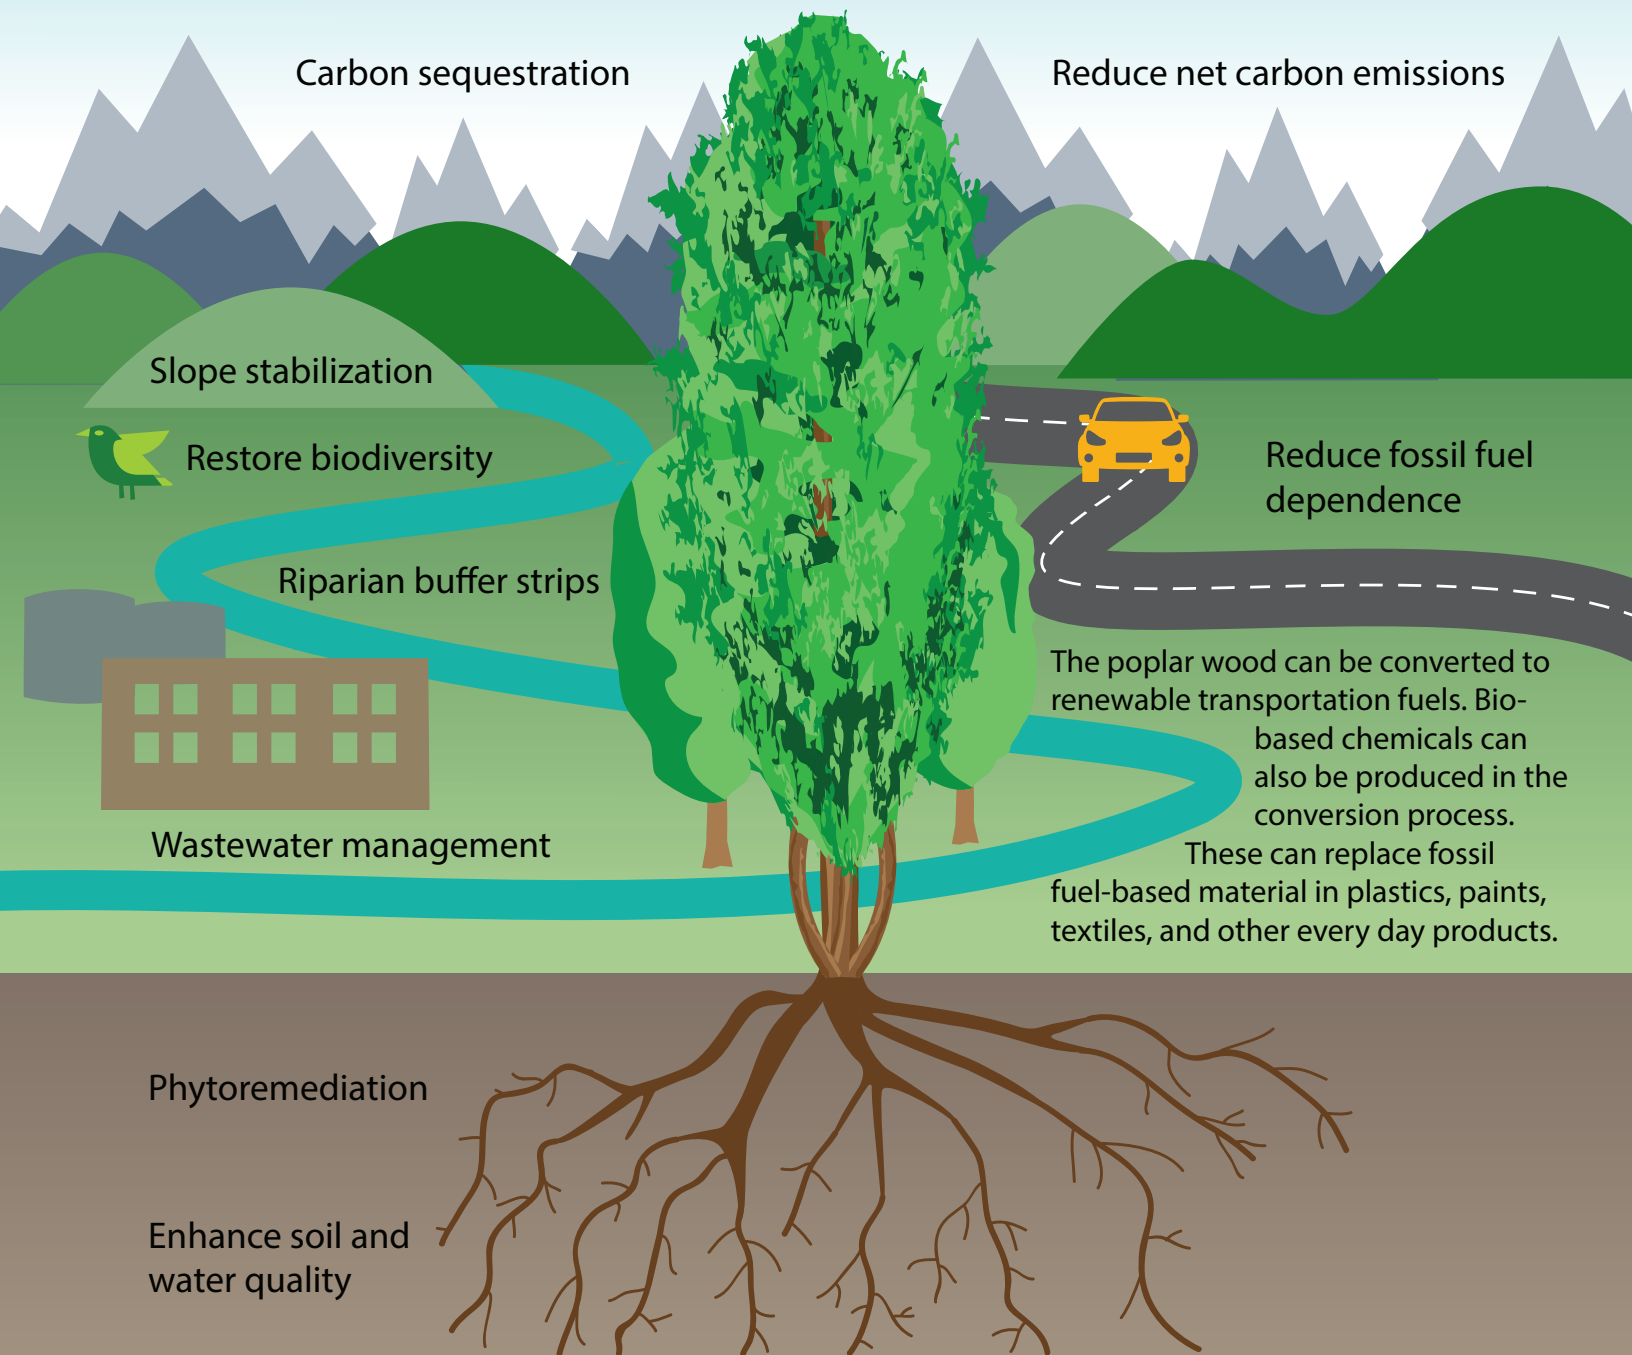 Carbon sequestration
Reduce net carbon emissions
Slope stabilization
Restore biodiversity
Reduce fossil fuel
dependence
Riparian buffer strips
The poplar wood can be converted to
renewable transportation fuels. Bio-
based chemicals can
also be produced in the
conversion process.
These can replace fossil
fuel-based material in plastics, paints,
textiles, and other every day products.
Wastewater management
Phytoremediation
Enhance soil and
water quality